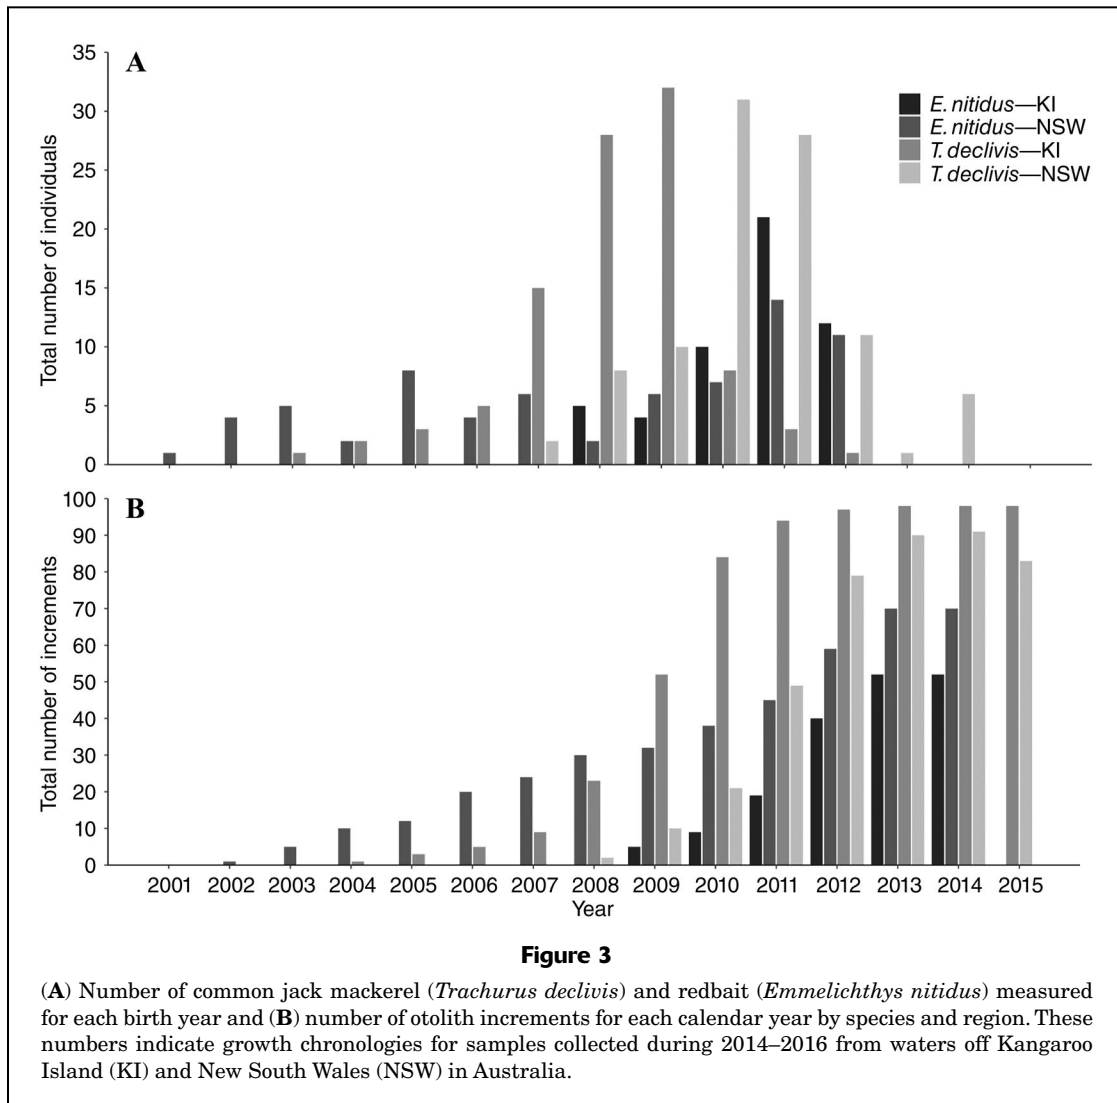 A
35
30
25
20
15
10
5
0
Total number of individuals
E. nitidus—KI
E. nitidus—NSW
T. declivis—KI
T. declivis—NSW
B
100
90
80
70
60
50
40
30
20
10
0
Total number of increments
2001 2002 2003 2004 2005 2006 2007 2008 2009 2010 2011 2012 2013 2014 2015
Year
Figure 3
(A) Number of common jack mackerel (Trachurus declivis) and redbait (Emmelichthys nitidus) measured
for each birth year and (B) number of otolith increments for each calendar year by species and region. These
numbers indicate growth chronologies for samples collected during 2014–2016 from waters off Kangaroo
Island (KI) and New South Wales (NSW) in Australia.